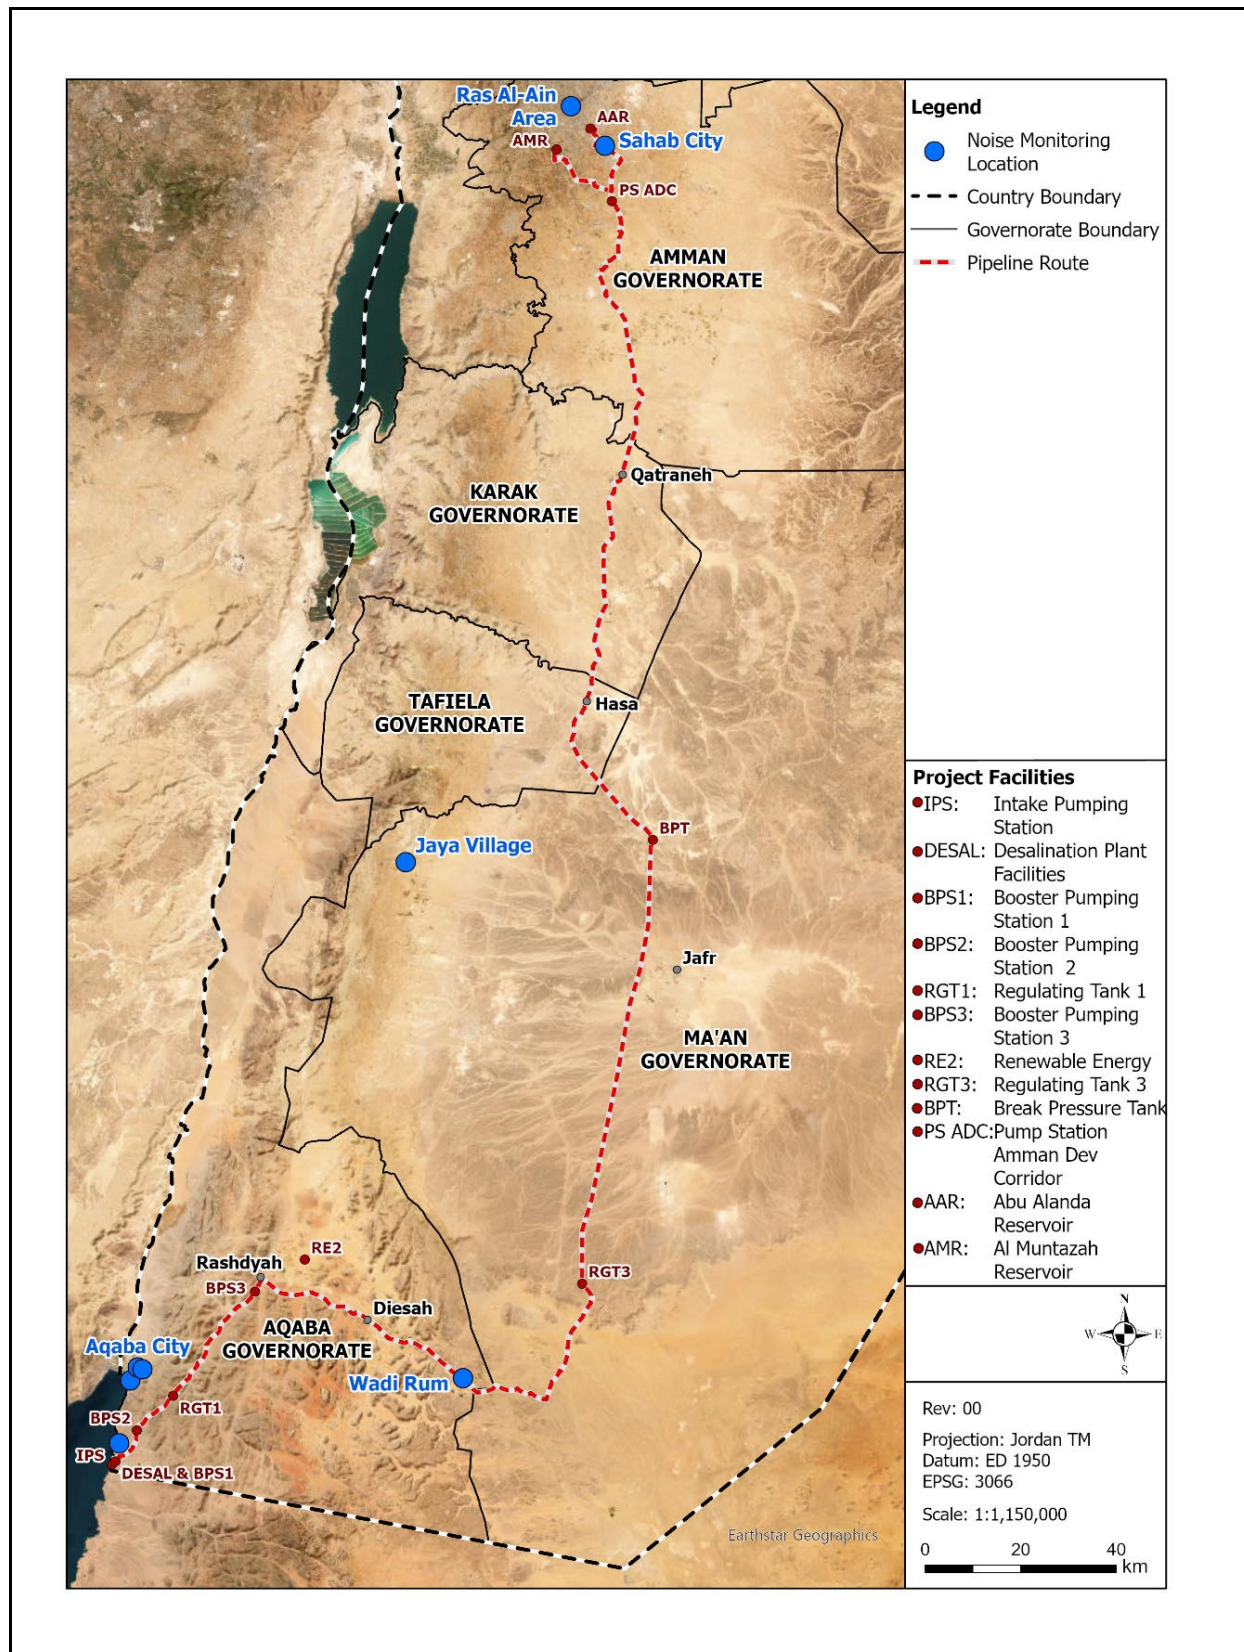 Ras Al-Ain
Area
AAR
Sahab City
AMR
PS ADC
AMMAN
GOVERNORATE
Qatraneh
KARAK
GOVERNORATE
TAFIELA
GOVERNORATE
Hasa
BPT
Jaya Village
Jafr
MA'AN
GOVERNORATE
RE2
Rashdyah
BPS3
RGT3
Diesah
AQABA
GOVERNORATE
Aqaba City
Wadi Rum
RGT1
BPS2
IPS
DESAL & BPS1
Earthstar Geographics
Legend
Noise Monitoring
Location
Country Boundary
Governorate Boundary
Pipeline Route
Project Facilities
IPS: Intake Pumping
Station
DESAL: Desalination Plant
Facilities
BPS1: Booster Pumping
Station 1
BPS2: Booster Pumping
Station 2
RGT1: Regulating Tank 1
BPS3: Booster Pumping
Station 3
RE2: Renewable Energy
RGT3: Regulating Tank 3
BPT: Break Pressure Tank
PS ADC:Pump Station
Amman Dev
Corridor
AAR: Abu Alanda
Reservoir
AMR: Al Muntazah
Reservoir
N
W E
S
Rev: 00
Projection: Jordan TM
Datum: ED 1950
EPSG: 3066
Scale: 1:1,150,000
0 20 40
km